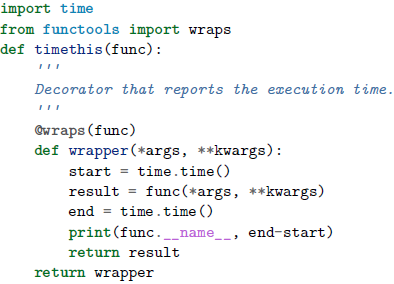 import time
from functools import wraps
def timethis(func):
    '''
    Decorator that reports the execution time.
    '''
    @wraps(func)
    def wrapper(*args, **kwargs):
        start = time.time()
        result = func(*args, **kwargs)
        end = time.time()
        print(func.__name__, end-start)
        return result
    return wrapper